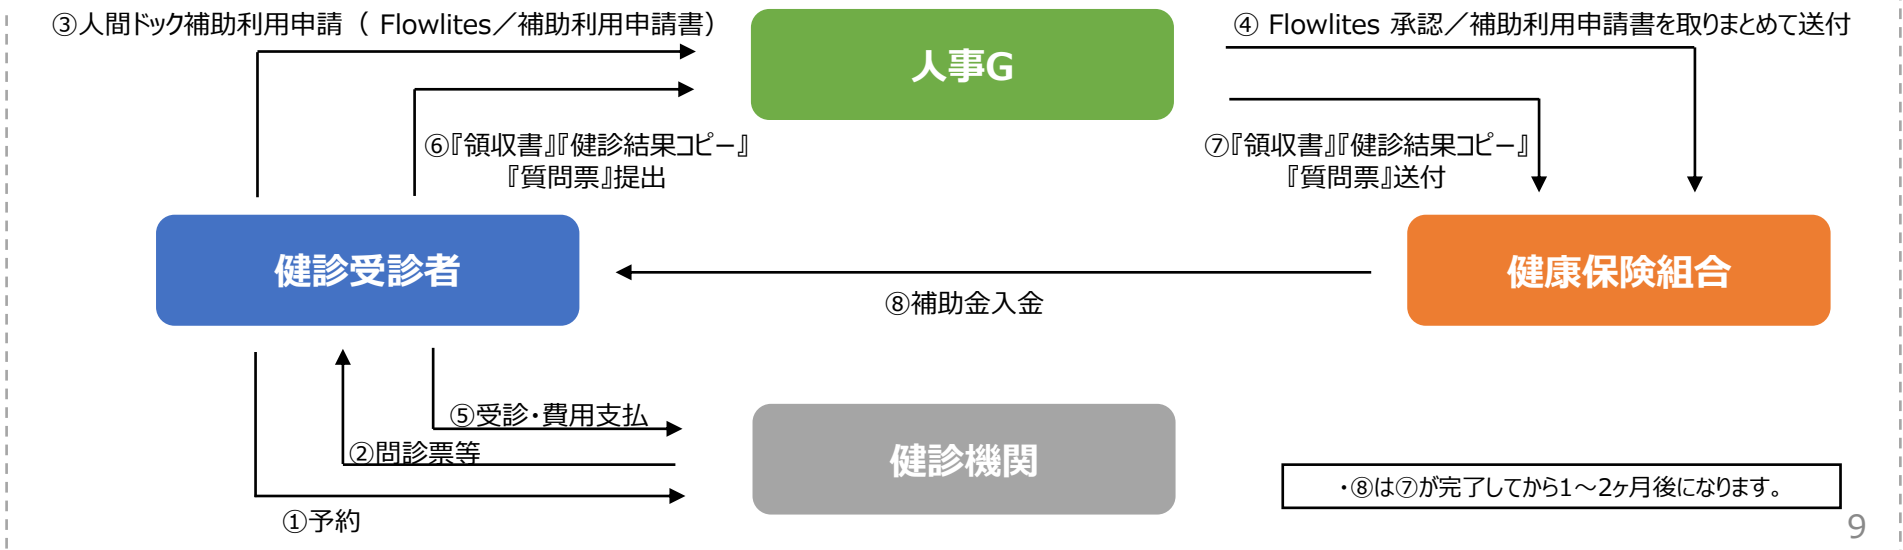 ③人間ドック補助利用申請（ Flowlites／補助利用申請書）
④ Flowlites 承認／補助利用申請書を取りまとめて送付
人事G
⑥『領収書』『健診結果コピー』
『質問票』提出
⑦『領収書』『健診結果コピー』
『質問票』送付
健診受診者
健康保険組合
⑧補助金入金
⑤受診・費用支払
②問診票等
健診機関
①予約
・⑧は⑦が完了してから1～2ヶ月後になります。
9